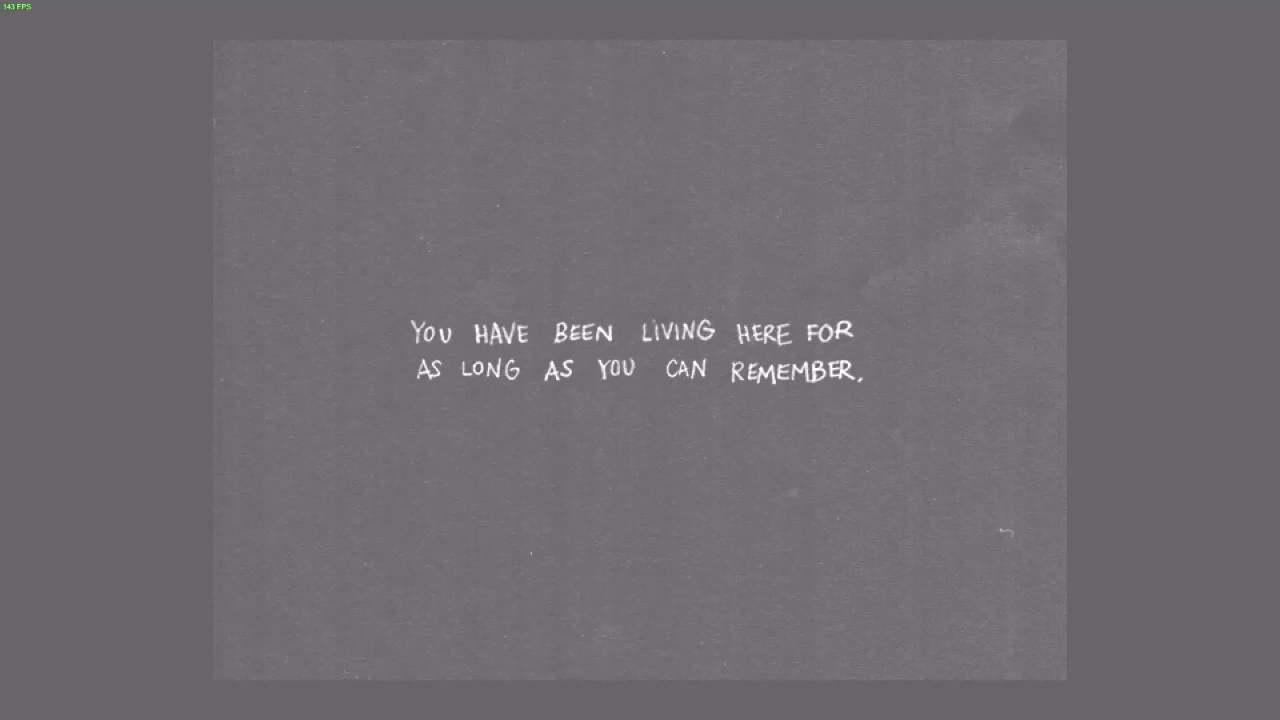 143 FPS
YOU HAVE BEEN LIVING HERE FOR
AS LONG AS YOU CAN REMEMBER.